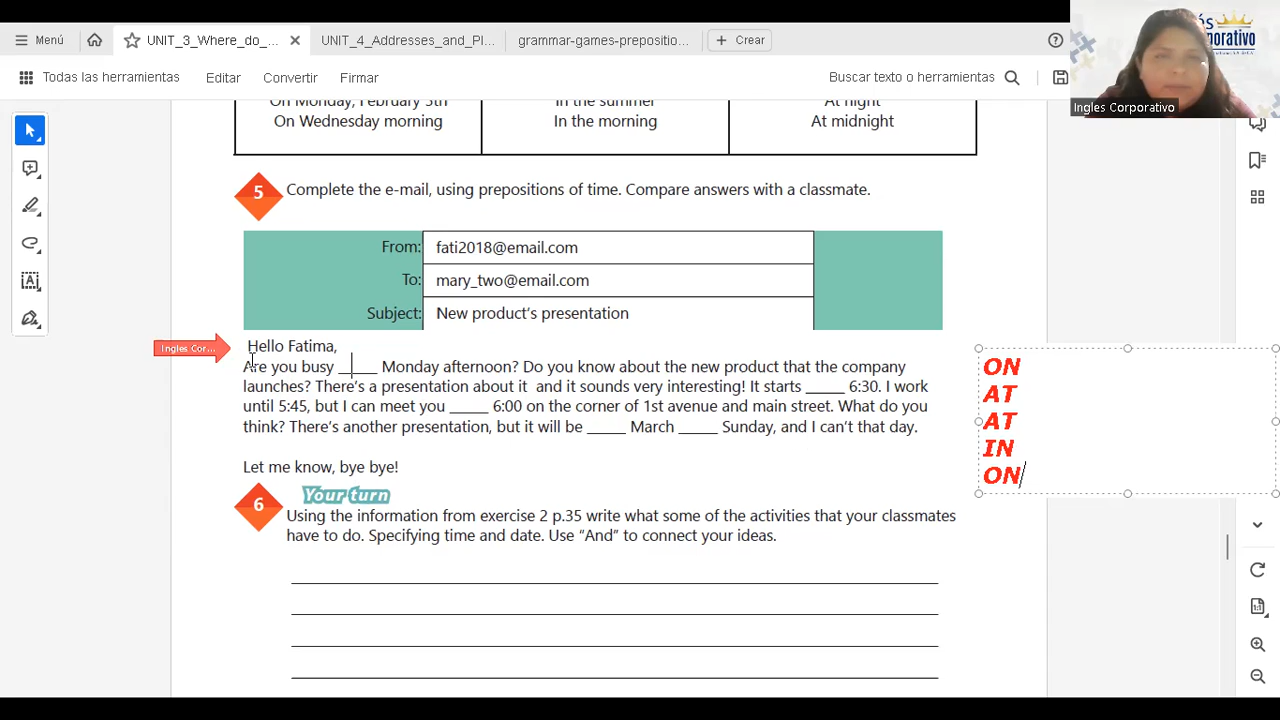 Menú
UNIT_3_Where_do_...
UNIT_4_Addresses_and_Pl...
grammar-games-prepositio...
Crear
Todas las herramientas
Editar
Convertir
Firmar
Buscar texto o herramientas
és
rporativo
Ingles Corporativo
On Monday, February 5th
In the summer
At night
On Wednesday morning
In the morning
At midnight
5
Complete the e-mail, using prepositions of time. Compare answers with a classmate.
From:
fati2018@email.com
To:
mary_two@email.com
Subject:
New product's presentation
Ingles Cor...
Hello Fatima,
Are you busy _____ Monday afternoon? Do you know about the new product that the company
launches? There's a presentation about it and it sounds very interesting! It starts _____ 6:30. I work
until 5:45, but I can meet you _____ 6:00 on the corner of 1st avenue and main street. What do you
think? There's another presentation, but it will be _____ March _____ Sunday, and I can't that day.
Let me know, bye bye!
ON
AT
AT
IN
ON
6
Your turn
Using the information from exercise 2 p.35 write what some of the activities that your classmates
have to do. Specifying time and date. Use “And” to connect your ideas.